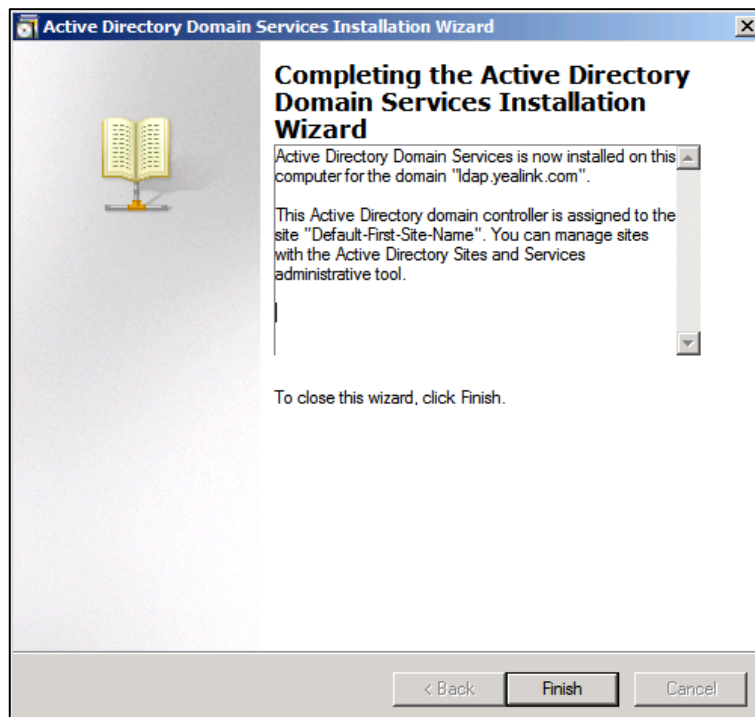 Active Directory Domain Services Installation Wizard
Completing the Active Directory
Domain Services Installation
Wizard
Active Directory Domain Services is now installed on this
computer for the domain "ldap.yealink.com".
This Active Directory domain controller is assigned to the
site "Default-First-Site-Name". You can manage sites
with the Active Directory Sites and Services
administrative tool.
To close this wizard, click Finish.
< Back
Finish
Cancel